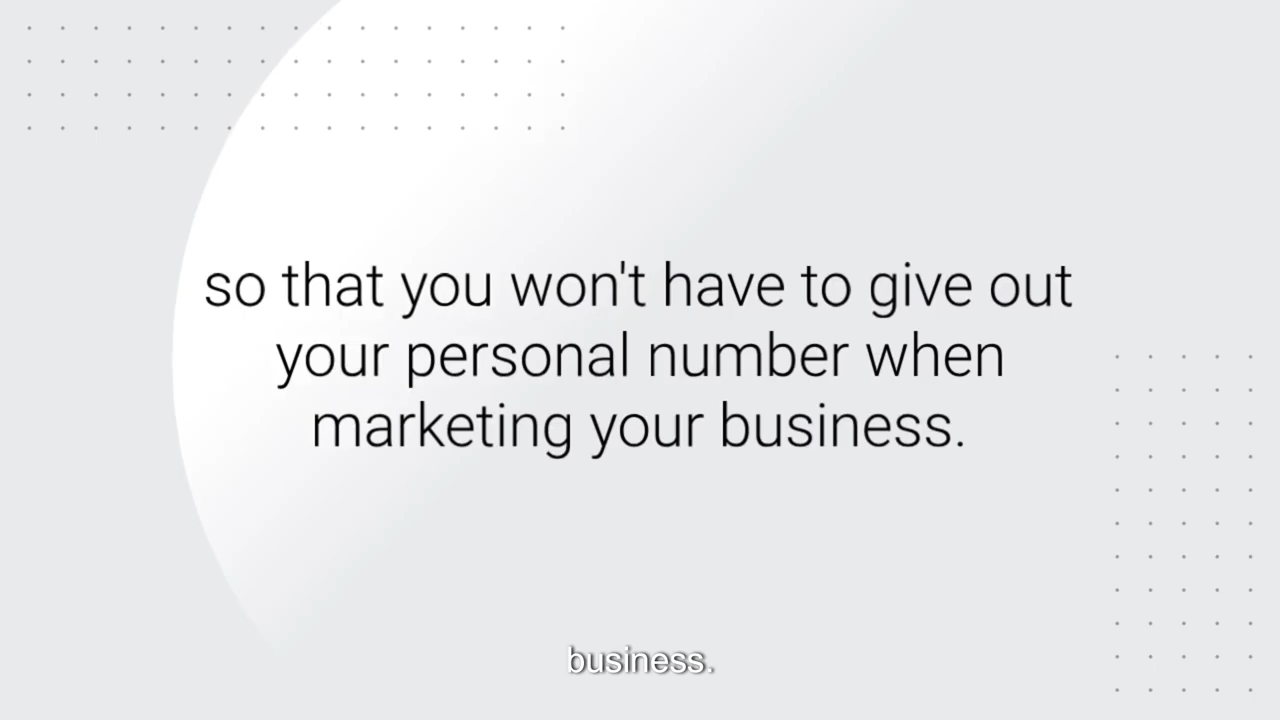 so that you won't have to give out
your personal number when
marketing your business.
business.